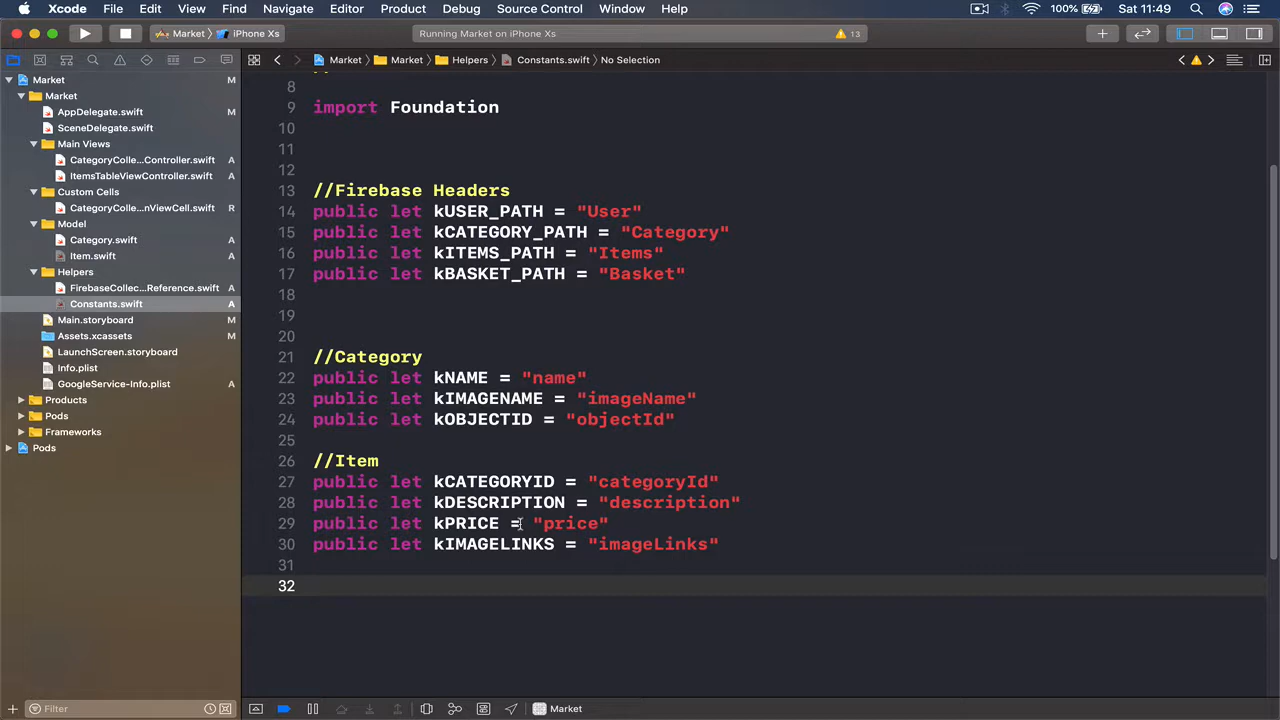 Xcode File Edit View Find Navigate Editor Product Debug Source Control Window Help 100% Sat 11:49
Market iPhone Xs Running Market on iPhone Xs 13
Market Market Helpers Constants.swift No Selection
Market M
Market
AppDelegate.swift M
SceneDelegate.swift
Main Views
CategoryColle...Controller.swift A
ItemsTableViewController.swift A
Custom Cells
CategoryColle...nViewCell.swift R
Model
Category.swift A
Item.swift A
Helpers
FirebaseCollec...Reference.swift A
Constants.swift A
Main.storyboard M
Assets.xcassets M
LaunchScreen.storyboard
Info.plist
GoogleService-Info.plist A
Products
Pods
Frameworks
Pods
8
9 import Foundation
10
11
12
13 //Firebase Headers
14 public let kUSER_PATH = "User"
15 public let kCATEGORY_PATH = "Category"
16 public let kITEMS_PATH = "Items"
17 public let kBASKET_PATH = "Basket"
18
19
20
21 //Category
22 public let kNAME = "name"
23 public let kIMAGENAME = "imageName"
24 public let kOBJECTID = "objectId"
25
26 //Item
27 public let kCATEGORYID = "categoryId"
28 public let kDESCRIPTION = "description"
29 public let kPRICE = "price"
30 public let kIMAGELINKS = "imageLinks"
31
32
Filter
Market